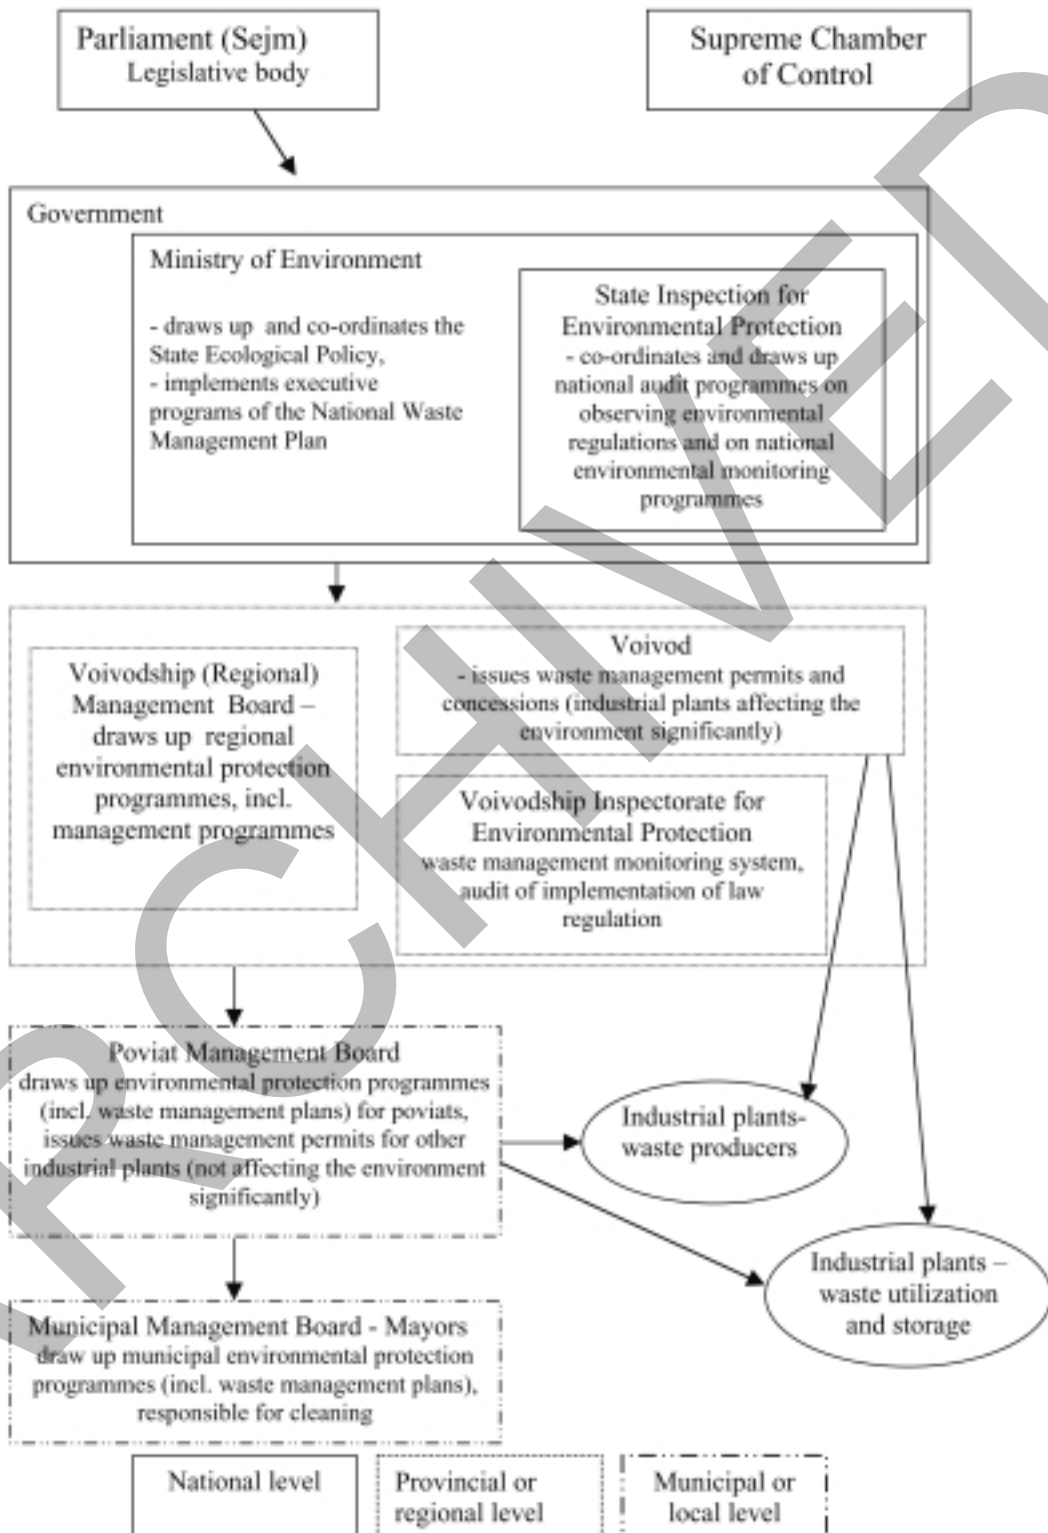 Parliament (Sejm)
Legislative body
Supreme Chamber
of Control
Government
Ministry of Environment
- draws up and co-ordinates the
State Ecological Policy,
- implements executive
programs of the National Waste
Management Plan
State Inspection for
Environmental Protection
- co-ordinates and draws up
national audit programmes on
observing environmental
regulations and on national
environmental monitoring
programmes
Voivodship (Regional)
Management Board –
draws up regional
environmental protection
programmes, incl.
management programmes
Voivod
- issues waste management permits and
concessions (industrial plants affecting the
environment significantly)
Voivodship Inspectorate for
Environmental Protection
waste management monitoring system,
audit of implementation of law
regulation
Poviat Management Board
draws up environmental protection programmes
(incl. waste management plans) for poviats,
issues waste management permits for other
industrial plants (not affecting the environment
significantly)
Industrial plants-
waste producers
Industrial plants –
waste utilization
and storage
Municipal Management Board - Mayors
draw up municipal environmental protection
programmes (incl. waste management plans),
responsible for cleaning
National level
Provincial or
regional level
Municipal or
local level
RCHIVED